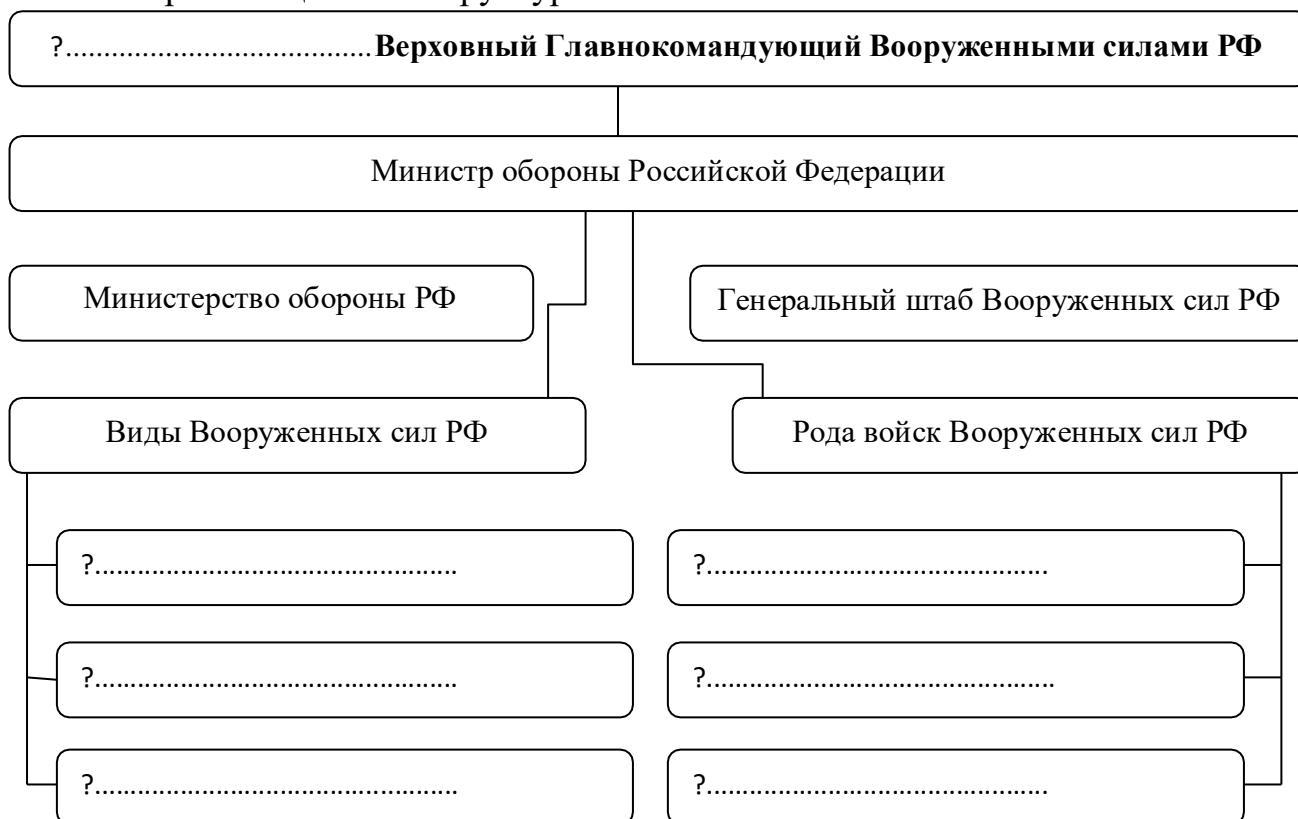 ?....................................... Верховный Главнокомандующий Вооруженными силами РФ
Министр обороны Российской Федерации
Министерство обороны РФ
Генеральный штаб Вооруженных сил РФ
Виды Вооруженных сил РФ
Рода войск Вооруженных сил РФ
?..............................................
?...........................................
?..............................................
?............................................
?..............................................
?...........................................